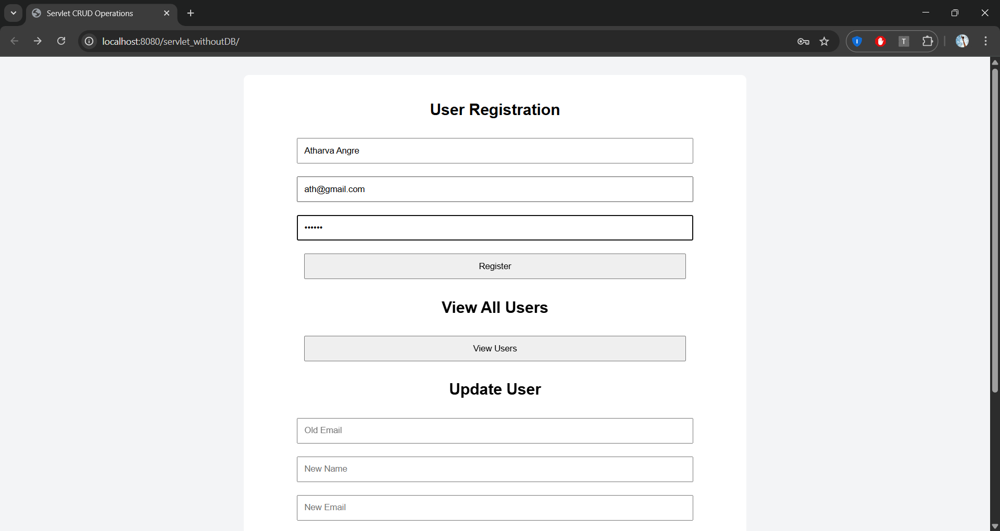 Servlet CRUD Operations
localhost:8080/servlet_withoutDB/
T
User Registration
Atharva Angre
ath@gmail.com
••••••
Register
View All Users
View Users
Update User
Old Email
New Name
New Email